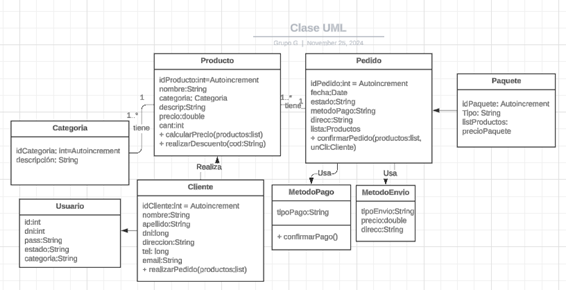 Clase UML
Grupo G | November 25, 2024
Producto
idProducto:int=Autoincrement
nombre:String
categoria: Categoria
descrip:String
precio:double
cant:int
+ calcularPrecio(productos:list)
+ realizarDescuento(cod:String)
Pedido
idPedido:int = Autoincrement
fecha:Date
estado:String
metodoPago:String
direcc:String
lista:Productos
+ confirmarPedido(productos:list,
unCli:Cliente)
Paquete
idPaquete: Autoincrement
Tipo: String
listProductos:
precioPaquete
1
1..*
tiene
1..*
1
tiene
Categoria
idCategoria: int=Autoincrement
descripción: String
Realiza
Usa
Usa
Cliente
idCliente:int = Autoincrement
nombre:String
apellido:String
dni:long
direccion:String
tel: long
email:String
+ realizarPedido(productos:list)
MetodoPago
tipoPago:String
+ confirmarPago()
MetodoEnvio
tipoEnvio:String
precio:double
direcc:String
Usuario
id:int
dni:int
pass:String
estado:String
categoria:String